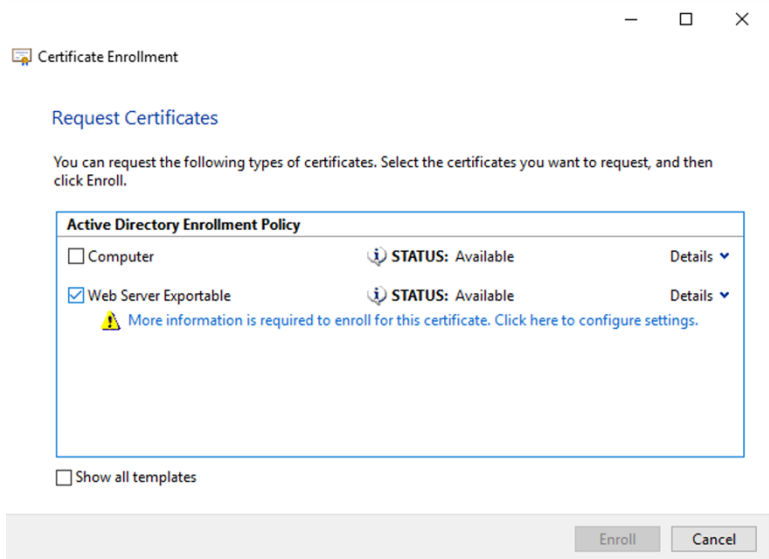 Certificate Enrollment
Request Certificates
You can request the following types of certificates. Select the certificates you want to request, and then
click Enroll.
Active Directory Enrollment Policy
Computer STATUS: Available Details
Web Server Exportable STATUS: Available Details
More information is required to enroll for this certificate. Click here to configure settings.
Show all templates
Enroll Cancel